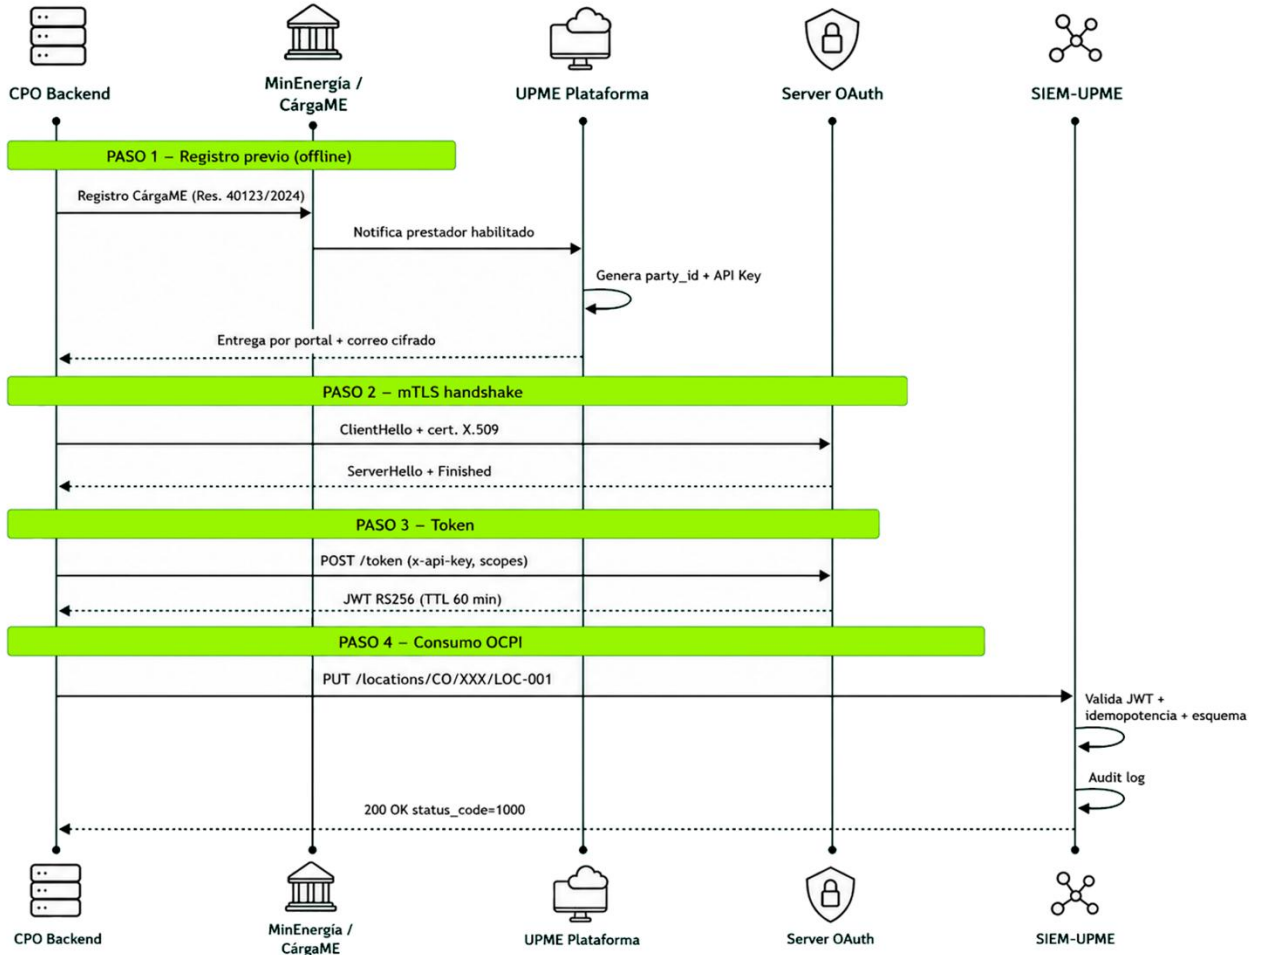 CPO Backend
MinEnergía /
CárgaME
UPME Plataforma
Server OAuth
SIEM-UPME
PASO 1 – Registro previo (offline)
Registro CárgaME (Res. 40123/2024)
Notifica prestador habilitado
Genera party_id + API Key
Entrega por portal + correo cifrado
PASO 2 – mTLS handshake
ClientHello + cert. X.509
ServerHello + Finished
PASO 3 – Token
POST /token (x-api-key, scopes)
JWT RS256 (TTL 60 min)
PASO 4 – Consumo OCPI
PUT /locations/CO/XXX/LOC-001
Valida JWT +
idemopotencia + esquema
Audit log
200 OK status_code=1000
CPO Backend
MinEnergía /
CárgaME
UPME Plataforma
Server OAuth
SIEM-UPME